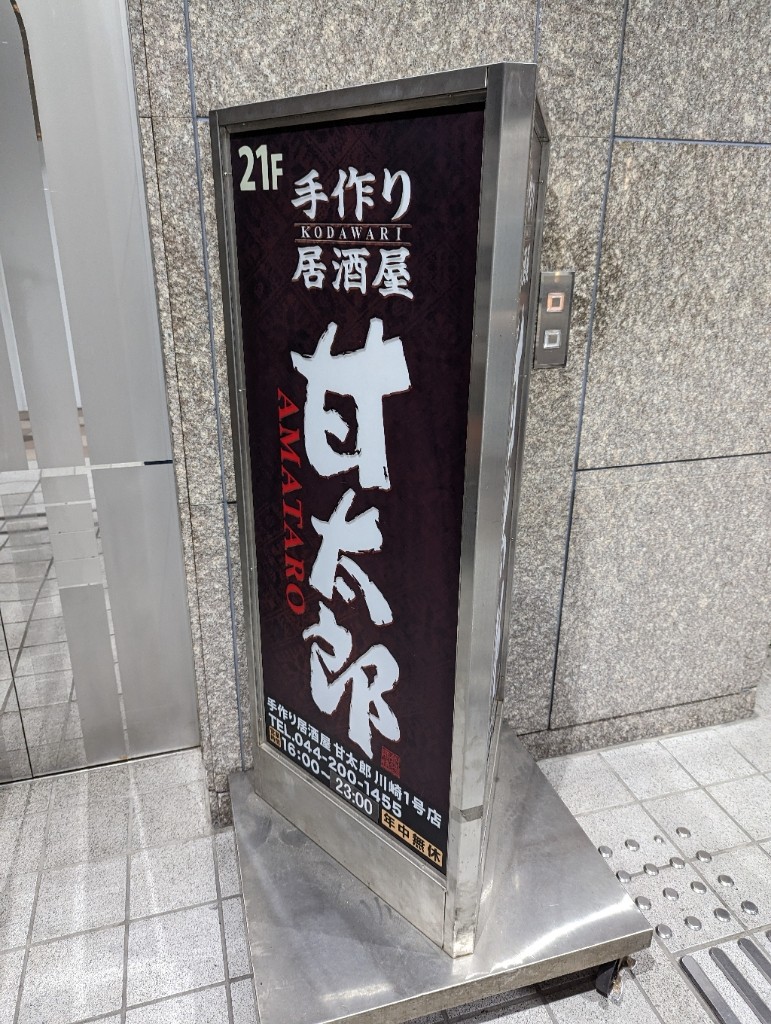 21F
手作り
KODAWARI
居酒屋
甘太郎
AMATARO
手作り居酒屋 甘太郎 川崎1号店
TEL.044-200-1455
16:00~23:00
年中無休